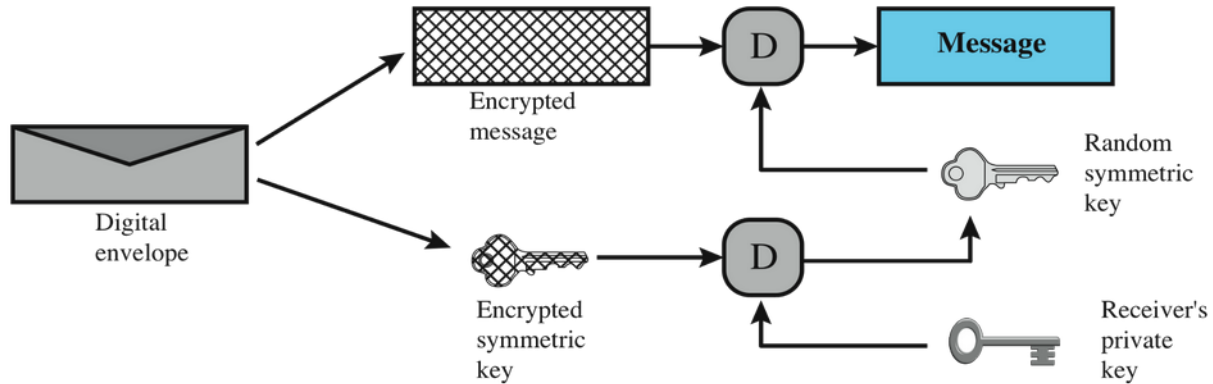 D
Message
Encrypted
message
Random
symmetric
key
Digital
envelope
D
Encrypted
symmetric
key
Receiver's
private
key